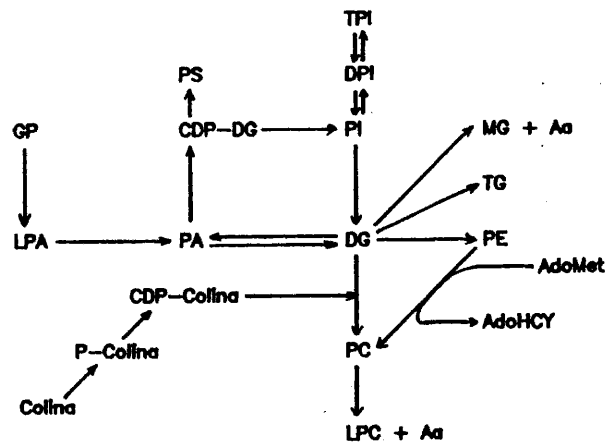 TPI
DPI
PS
GP
CDP-DG
PI
MG + Aa
TG
LPA
PA
DG
PE
AdoMet
CDP-Colina
AdoHCY
P-Colina
PC
Colina
LPC + Aa